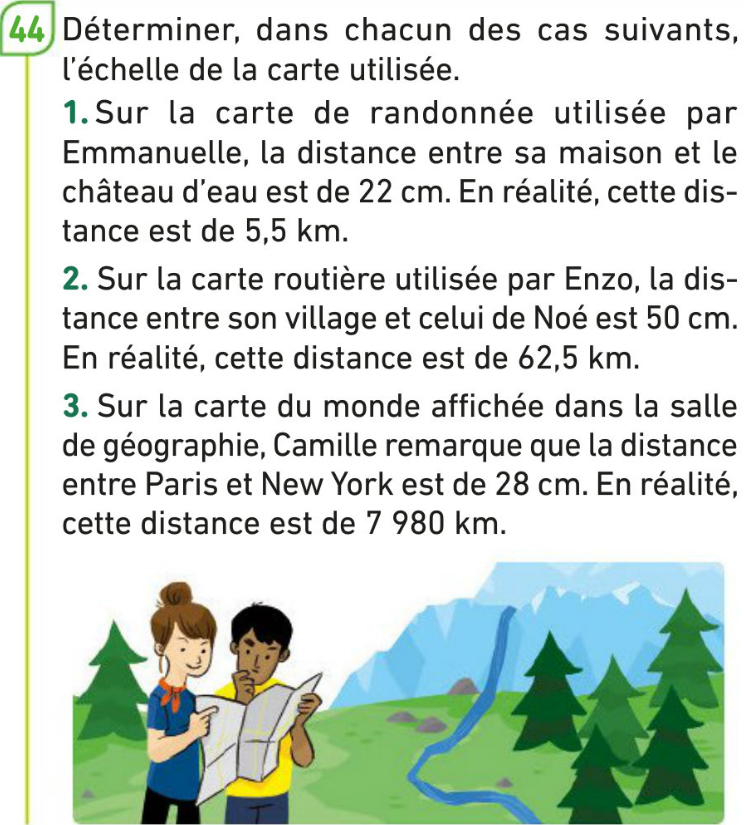 44 Déterminer, dans chacun des cas suivants,
l'échelle de la carte utilisée.
1. Sur la carte de randonnée utilisée par
Emmanuelle, la distance entre sa maison et le
château d'eau est de 22 cm. En réalité, cette dis-
tance est de 5,5 km.
2. Sur la carte routière utilisée par Enzo, la dis-
tance entre son village et celui de Noé est 50 cm.
En réalité, cette distance est de 62,5 km.
3. Sur la carte du monde affichée dans la salle
de géographie, Camille remarque que la distance
entre Paris et New York est de 28 cm. En réalité,
cette distance est de 7 980 km.